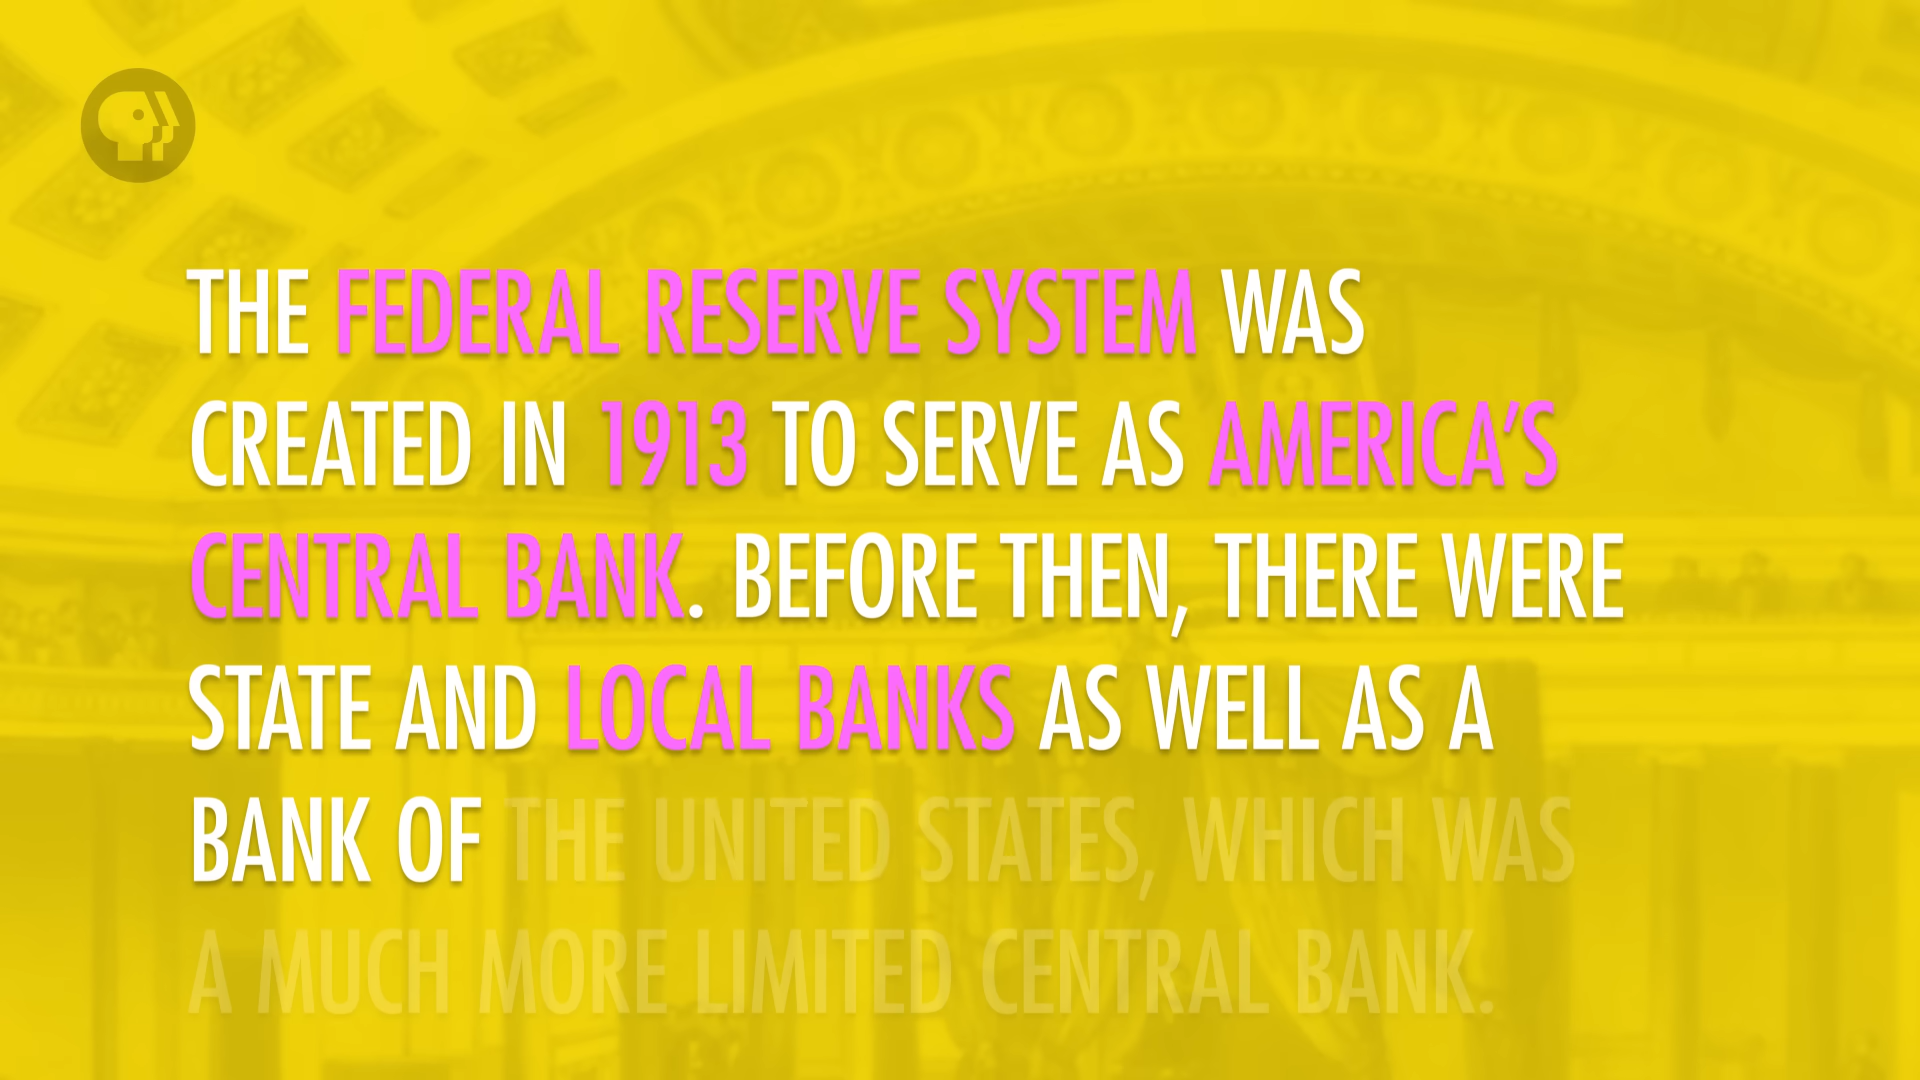 THE FEDERAL RESERVE SYSTEM WAS
CREATED IN 1913 TO SERVE AS AMERICA'S
CENTRAL BANK. BEFORE THEN, THERE WERE
STATE AND LOCAL BANKS AS WELL AS A
BANK OF THE UNITED STATES, WHICH WAS
A MUCH MORE LIMITED CENTRAL BANK.